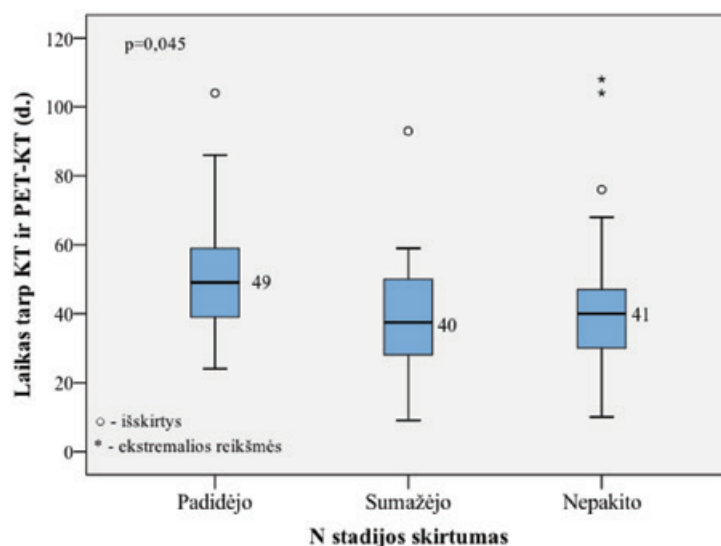 p=0,045
Laikas tarp KT ir PET-KT (d.)
120
100
80
60
40
20
0
49
40
41
○ - išskirtys
* - ekstremalios reikšmės
Padidėjo
Sumažėjo
Nepakito
N stadijos skirtumas